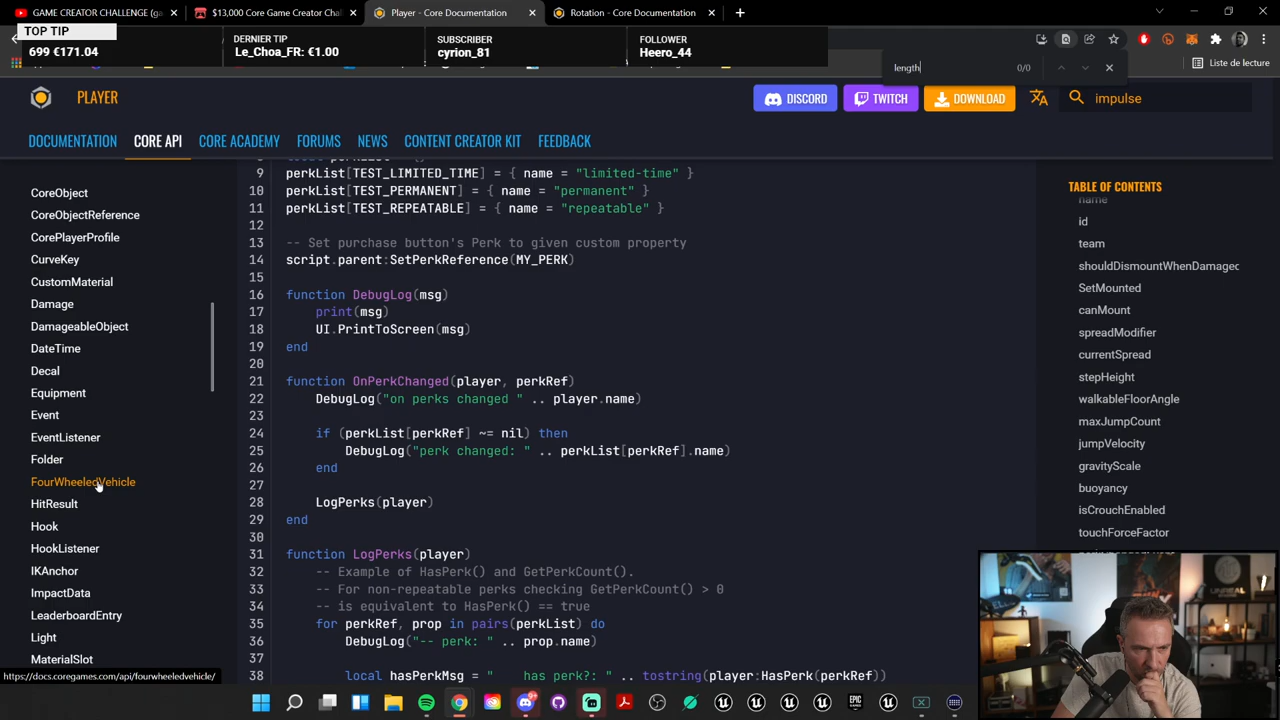 GAME CREATOR CHALLENGE (ga
$13,000 Core Game Creator Chal
Player - Core Documentation
Rotation - Core Documentation
TOP TIP
699 €171.04
DERNIER TIP
Le_Choa_FR: €1.00
SUBSCRIBER
cyrion_81
FOLLOWER
Heero_44
length
0/0
Liste de lecture
PLAYER
DISCORD
TWITCH
DOWNLOAD
impulse
DOCUMENTATION
CORE API
CORE ACADEMY
FORUMS
NEWS
CONTENT CREATOR KIT
FEEDBACK
CoreObject
CoreObjectReference
CorePlayerProfile
CurveKey
CustomMaterial
Damage
DamageableObject
DateTime
Decal
Equipment
Event
EventListener
Folder
FourWheeledVehicle
HitResult
Hook
HookListener
IKAnchor
ImpactData
LeaderboardEntry
Light
MaterialSlot
https://docs.coregames.com/api/fourwheeledvehicle/
9 perkList[TEST_LIMITED_TIME] = { name = "limited-time" }
10 perkList[TEST_PERMANENT] = { name = "permanent" }
11 perkList[TEST_REPEATABLE] = { name = "repeatable" }
12
13 -- Set purchase button's Perk to given custom property
14 script.parent:SetPerkReference(MY_PERK)
15
16 function DebugLog(msg)
17 print(msg)
18 UI.PrintToScreen(msg)
19 end
20
21 function OnPerkChanged(player, perkRef)
22 DebugLog("on perks changed " .. player.name)
23
24 if (perkList[perkRef] ~= nil) then
25 DebugLog("perk changed: " .. perkList[perkRef].name)
26 end
27
28 LogPerks(player)
29 end
30
31 function LogPerks(player)
32 -- Example of HasPerk() and GetPerkCount().
33 -- For non-repeatable perks checking GetPerkCount() > 0
34 -- is equivalent to HasPerk() == true
35 for perkRef, prop in pairs(perkList) do
36 DebugLog("-- perk: " .. prop.name)
37
38 local hasPerkMsg = " has perk?: " .. tostring(player:HasPerk(perkRef))
TABLE OF CONTENTS
name
id
team
shouldDismountWhenDamaged
SetMounted
canMount
spreadModifier
currentSpread
stepHeight
walkableFloorAngle
maxJumpCount
jumpVelocity
gravityScale
buoyancy
isCrouchEnabled
touchForceFactor